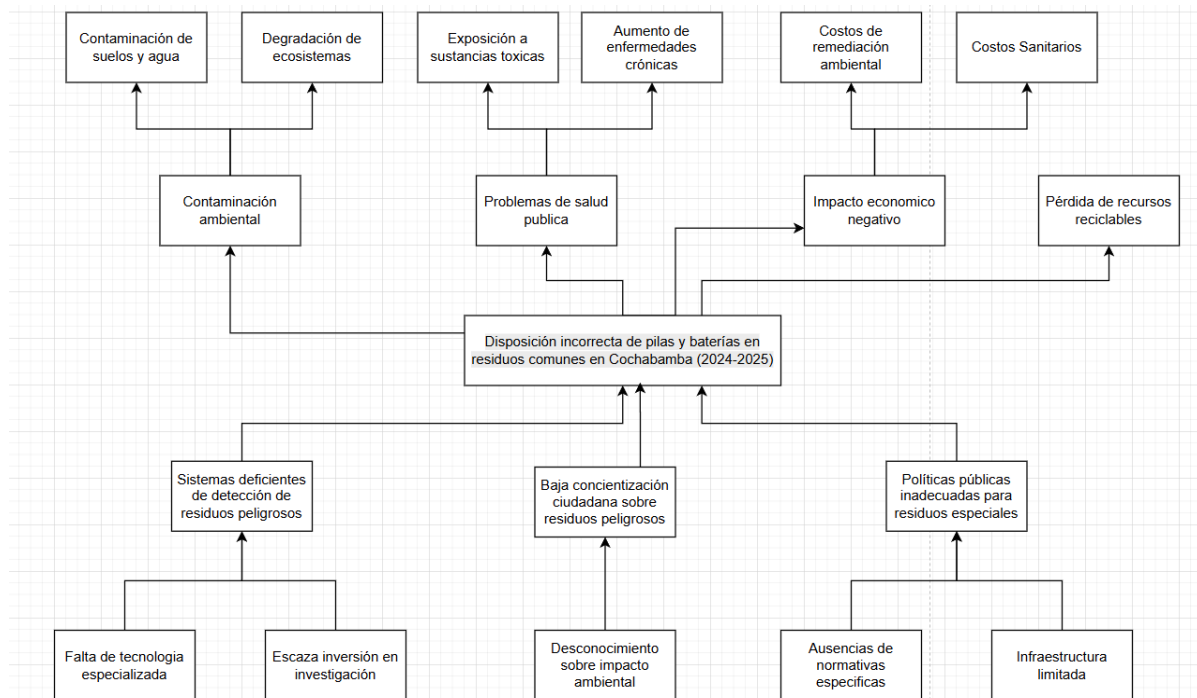 Contaminación de
suelos y agua
Degradación de
ecosistemas
Exposición a
sustancias toxicas
Aumento de
enfermedades
crónicas
Costos de
remediación
ambiental
Costos Sanitarios
Contaminación
ambiental
Problemas de salud
publica
Impacto economico
negativo
Pérdida de recursos
reciclables
Disposición incorrecta de pilas y baterías en
residuos comunes en Cochabamba (2024-2025)
Sistemas deficientes
de detección de
residuos peligrosos
Baja concientización
ciudadana sobre
residuos peligrosos
Políticas públicas
inadecuadas para
residuos especiales
Falta de tecnologia
especializada
Escaza inversión en
investigación
Desconocimiento
sobre impacto
ambiental
Ausencias de
normativas
especificas
Infraestructura
limitada